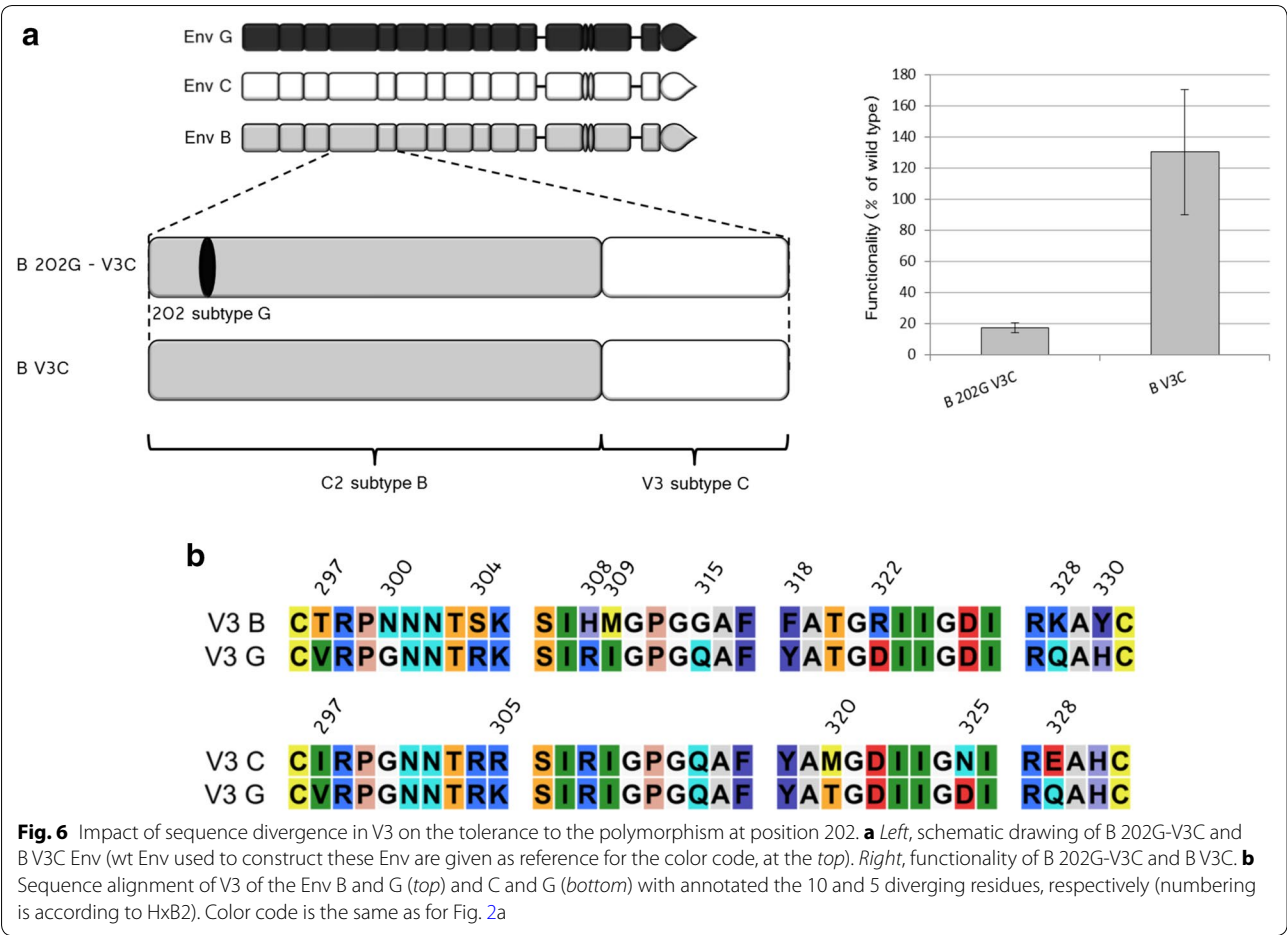 a
Env G
Env C
Env B
B 202G - V3C
202 subtype G
B V3C
C2 subtype B
V3 subtype C
Functionality (% of wild type)
180
160
140
120
100
80
60
40
20
0
B 202G V3C
B V3C
b
297 300 304 308 309 315 318 322 328 330
V3 B CTRPNNNTSK SIHMGPGGAF FATGRIIGDI RKAYC
V3 G CVRPGNNTRK SIRIGPGQAF YATGDIIGDI RQAHC
297 305 320 325 328
V3 C CIRPGNNTRR SIRIGPGQAF YAMGDIIGNI REAHC
V3 G CVRPGNNTRK SIRIGPGQAF YATGDIIGDI RQAHC
Fig. 6 Impact of sequence divergence in V3 on the tolerance to the polymorphism at position 202. a Left, schematic drawing of B 202G-V3C and
B V3C Env (wt Env used to construct these Env are given as reference for the color code, at the top). Right, functionality of B 202G-V3C and B V3C. b
Sequence alignment of V3 of the Env B and G (top) and C and G (bottom) with annotated the 10 and 5 diverging residues, respectively (numbering
is according to HxB2). Color code is the same as for Fig. 2a